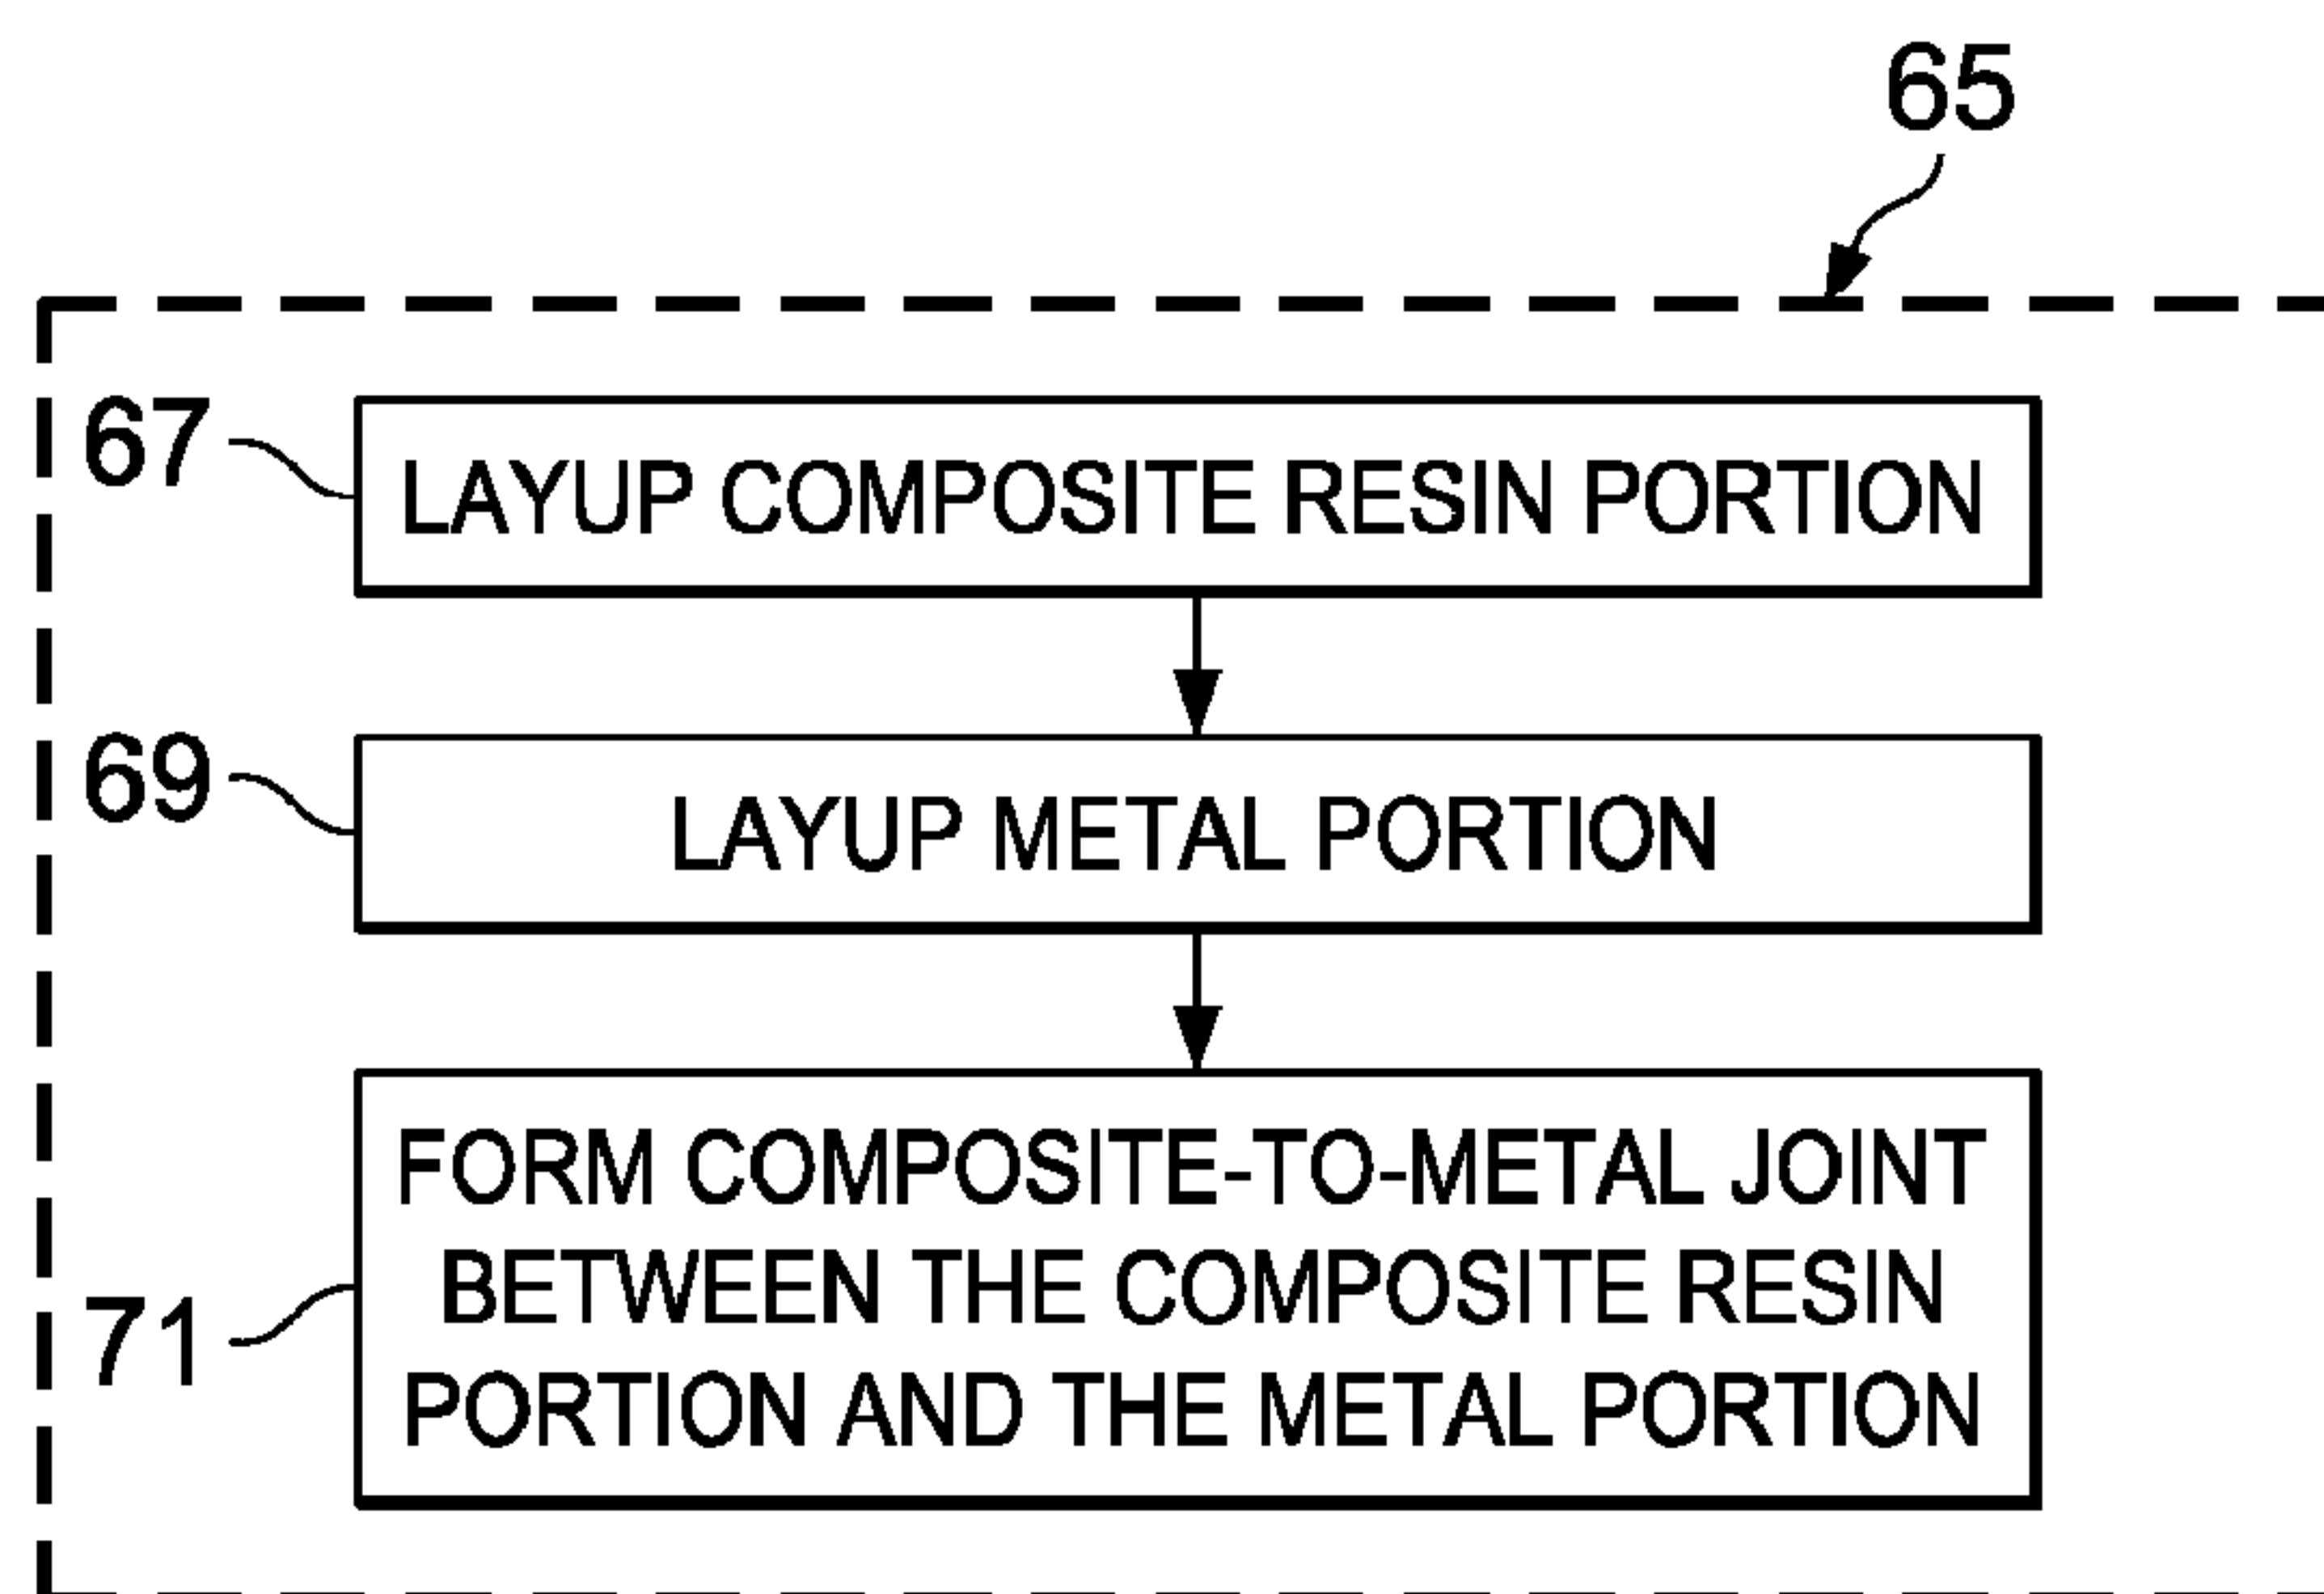 65
67
LAYUP COMPOSITE RESIN PORTION
69
LAYUP METAL PORTION
71
FORM COMPOSITE-TO-METAL JOINT
BETWEEN THE COMPOSITE RESIN
PORTION AND THE METAL PORTION